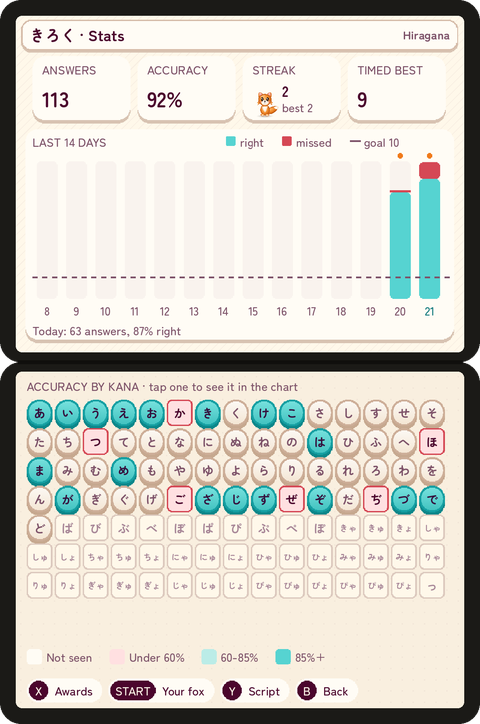 きろく · Stats
Hiragana
ANSWERS ACCURACY STREAK TIMED BEST
113 92% 2 best 2 9
LAST 14 DAYS right missed goal 10
8 9 10 11 12 13 14 15 16 17 18 19 20 21
Today: 63 answers, 87% right
ACCURACY BY KANA · tap one to see it in the chart
あ い う え お か き く け こ さ し す せ そ
た ち つ て と な に ぬ ね の は ひ ふ へ ほ
ま み む め も や ゆ よ ら り る れ ろ わ を
ん が ぎ ぐ げ ご ざ じ ず ぜ ぞ だ ぢ づ で
ど ば び ぶ べ ぼ ぱ ぴ ぷ ぺ ぽ きゃ きゅ きょ しゃ
しゅ しょ ちゃ ちゅ ちょ にゃ にゅ にょ ひゃ ひゅ ひょ みゃ みゅ みょ りゃ
りゅ りょ ぎゃ ぎゅ ぎょ じゃ じゅ じょ びゃ びゅ びょ ぴゃ ぴゅ ぴょ っ
Not seen Under 60% 60-85% 85%+
X Awards START Your fox Y Script B Back